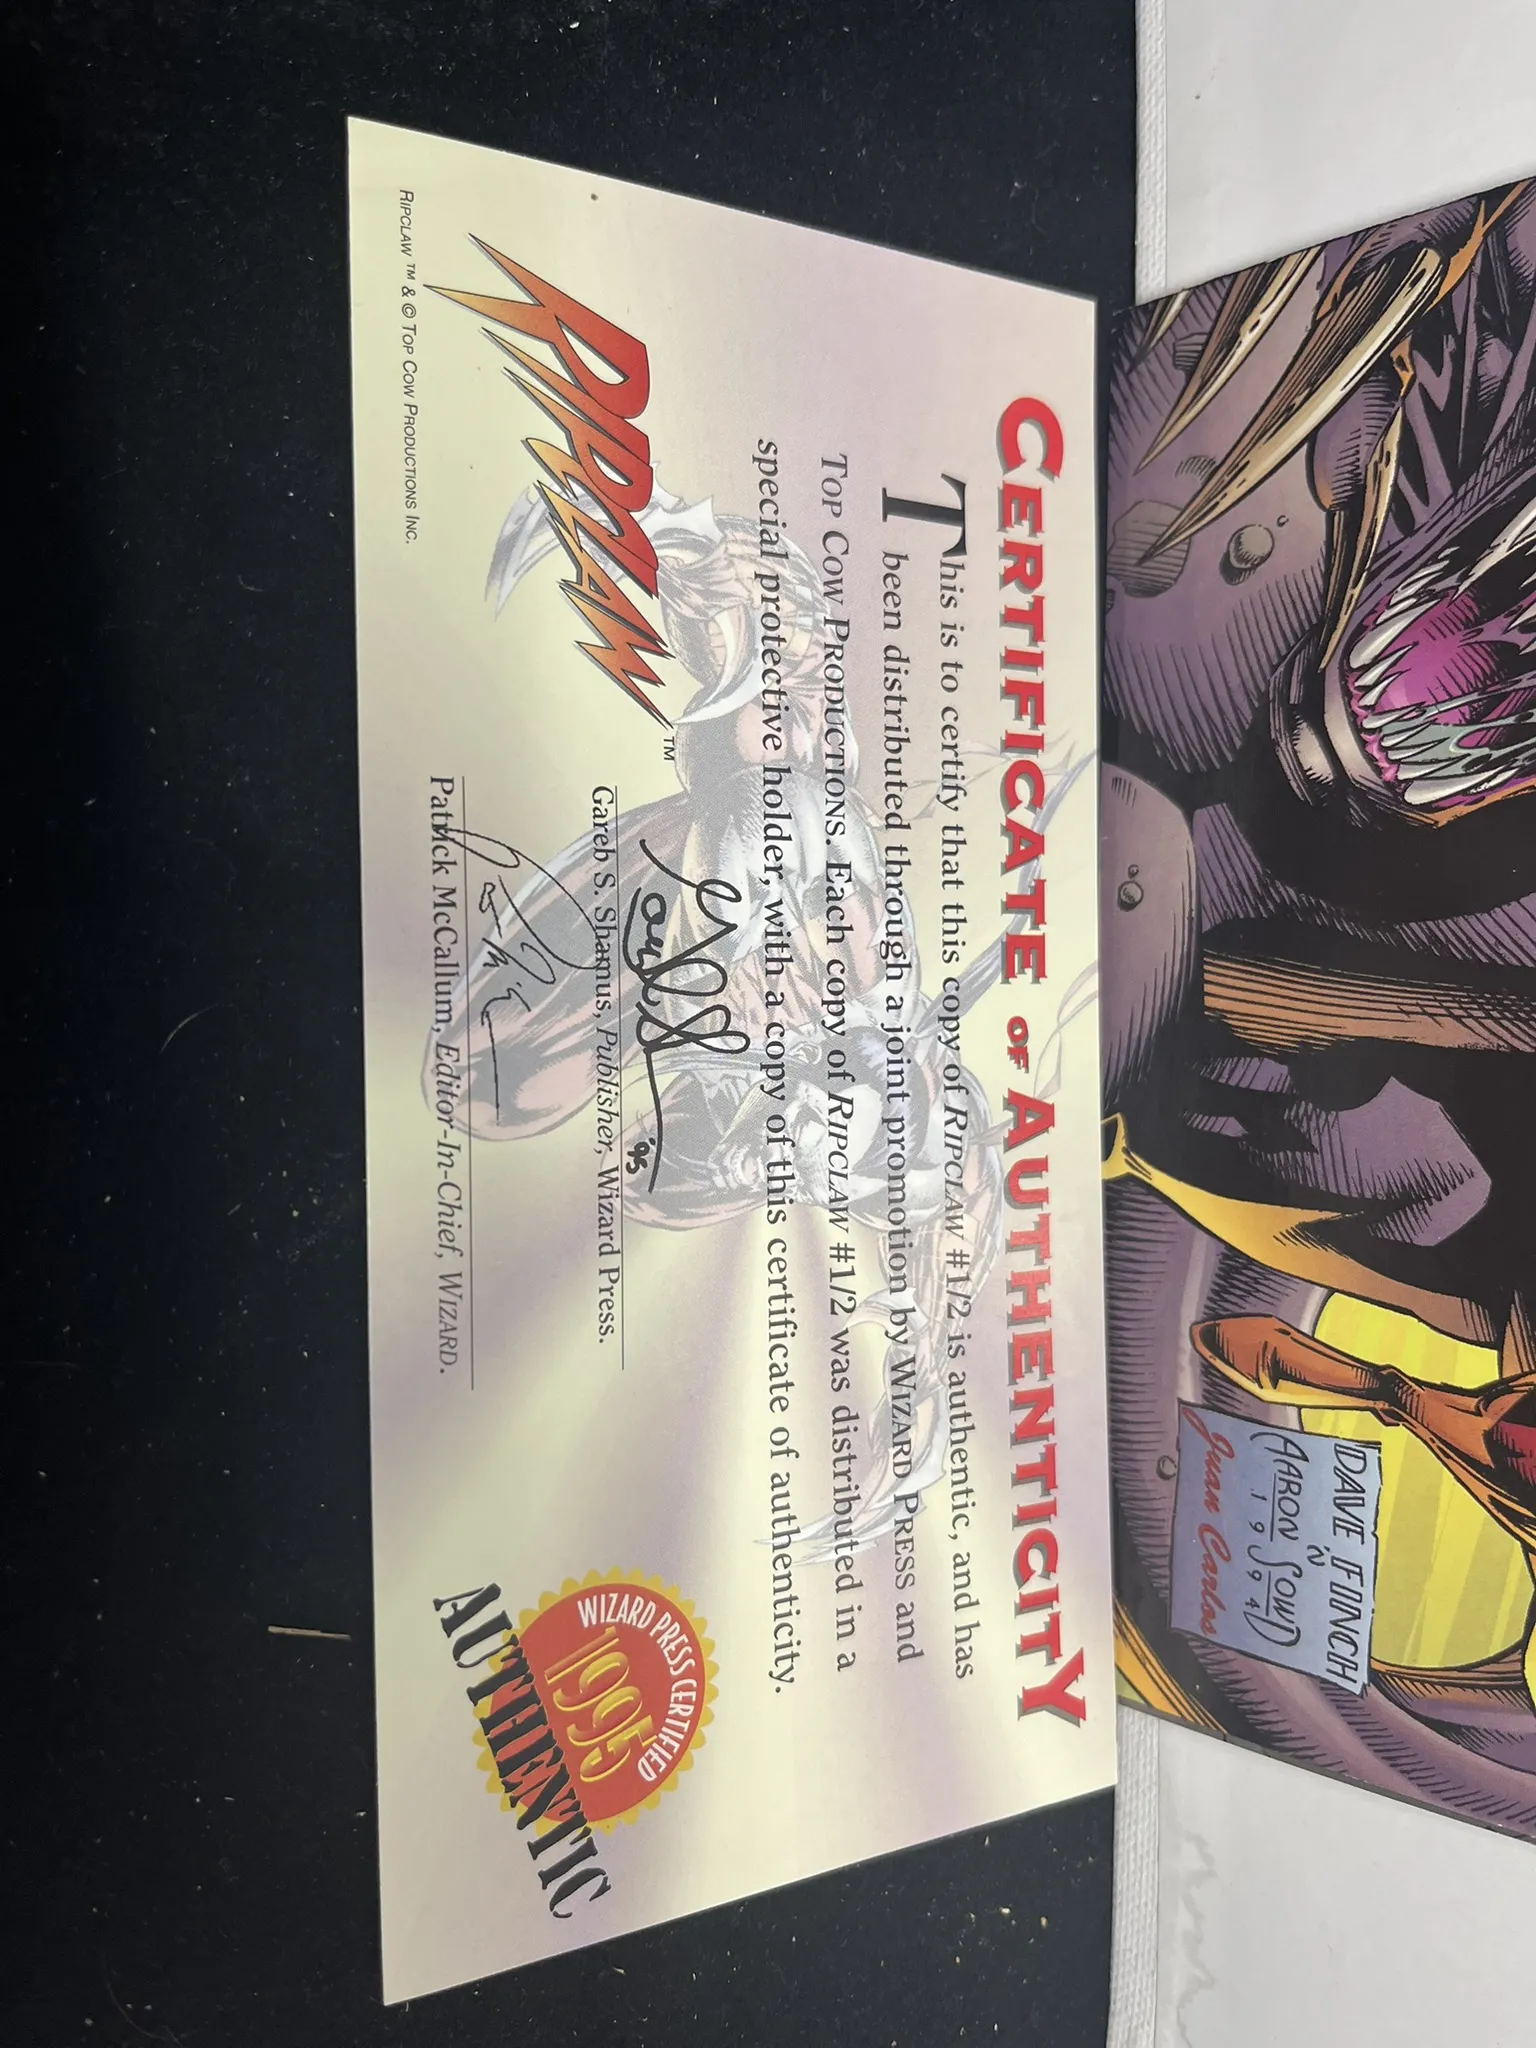 CERTIFICATE OF AUTHENTICITY
This is to certify that this copy of RIPCLAW #1/2 is authentic, and has
been distributed through a joint promotion by WIZARD PRESS and
TOP COW PRODUCTIONS. Each copy of RIPCLAW #1/2 was distributed in a
special protective holder, with a copy of this certificate of authenticity.
RIPCLAW™
'95
Gareb S. Shamus, Publisher, Wizard Press.
Patrick McCallum, Editor-In-Chief, WIZARD.
RIPCLAW ™ & © TOP COW PRODUCTIONS INC.
WIZARD PRESS CERTIFIED
1995
AUTHENTIC
DAVE FINCH
'N
AARON SOWD
1994
Juan Carlos